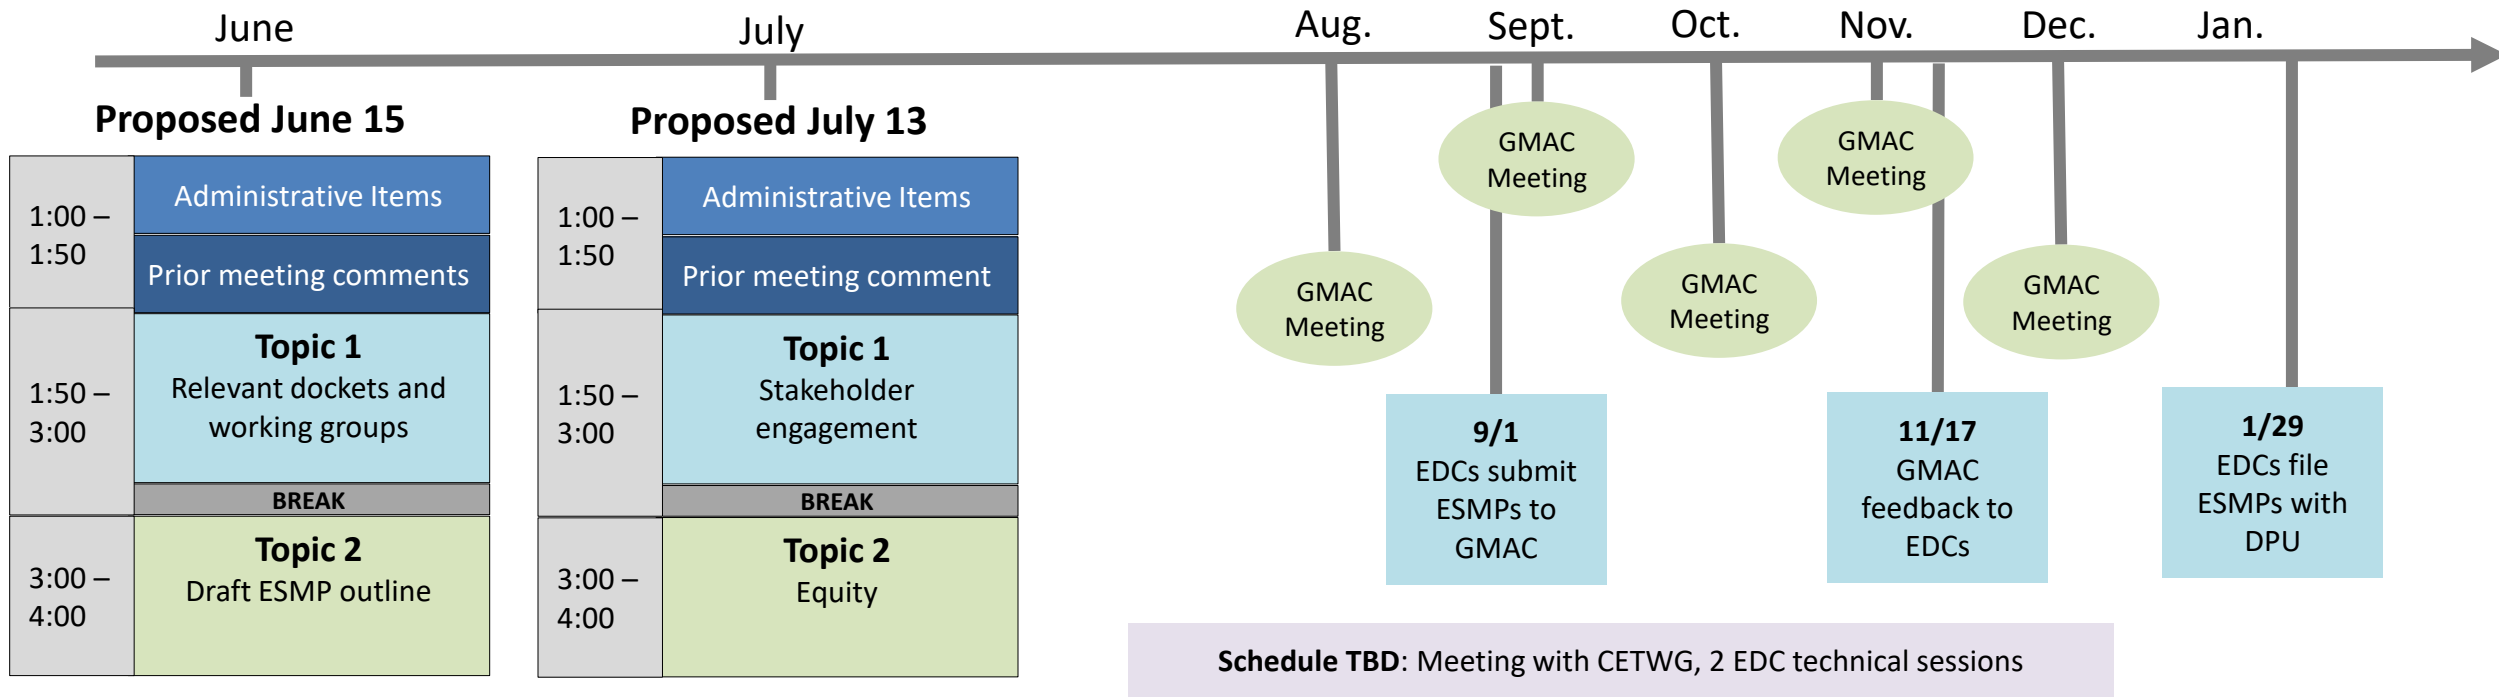 June
July
Aug.
Sept.
Oct.
Nov.
Dec.
Jan.
Proposed June 15
1:00 –
1:50
Administrative Items
Prior meeting comments
1:50 –
3:00
Topic 1
Relevant dockets and
working groups
BREAK
3:00 –
4:00
Topic 2
Draft ESMP outline
Proposed July 13
1:00 –
1:50
Administrative Items
Prior meeting comment
1:50 –
3:00
Topic 1
Stakeholder
engagement
BREAK
3:00 –
4:00
Topic 2
Equity
GMAC
Meeting
GMAC
Meeting
GMAC
Meeting
GMAC
Meeting
GMAC
Meeting
9/1
EDCs submit
ESMPs to
GMAC
11/17
GMAC
feedback to
EDCs
1/29
EDCs file
ESMPs with
DPU
Schedule TBD: Meeting with CETWG, 2 EDC technical sessions